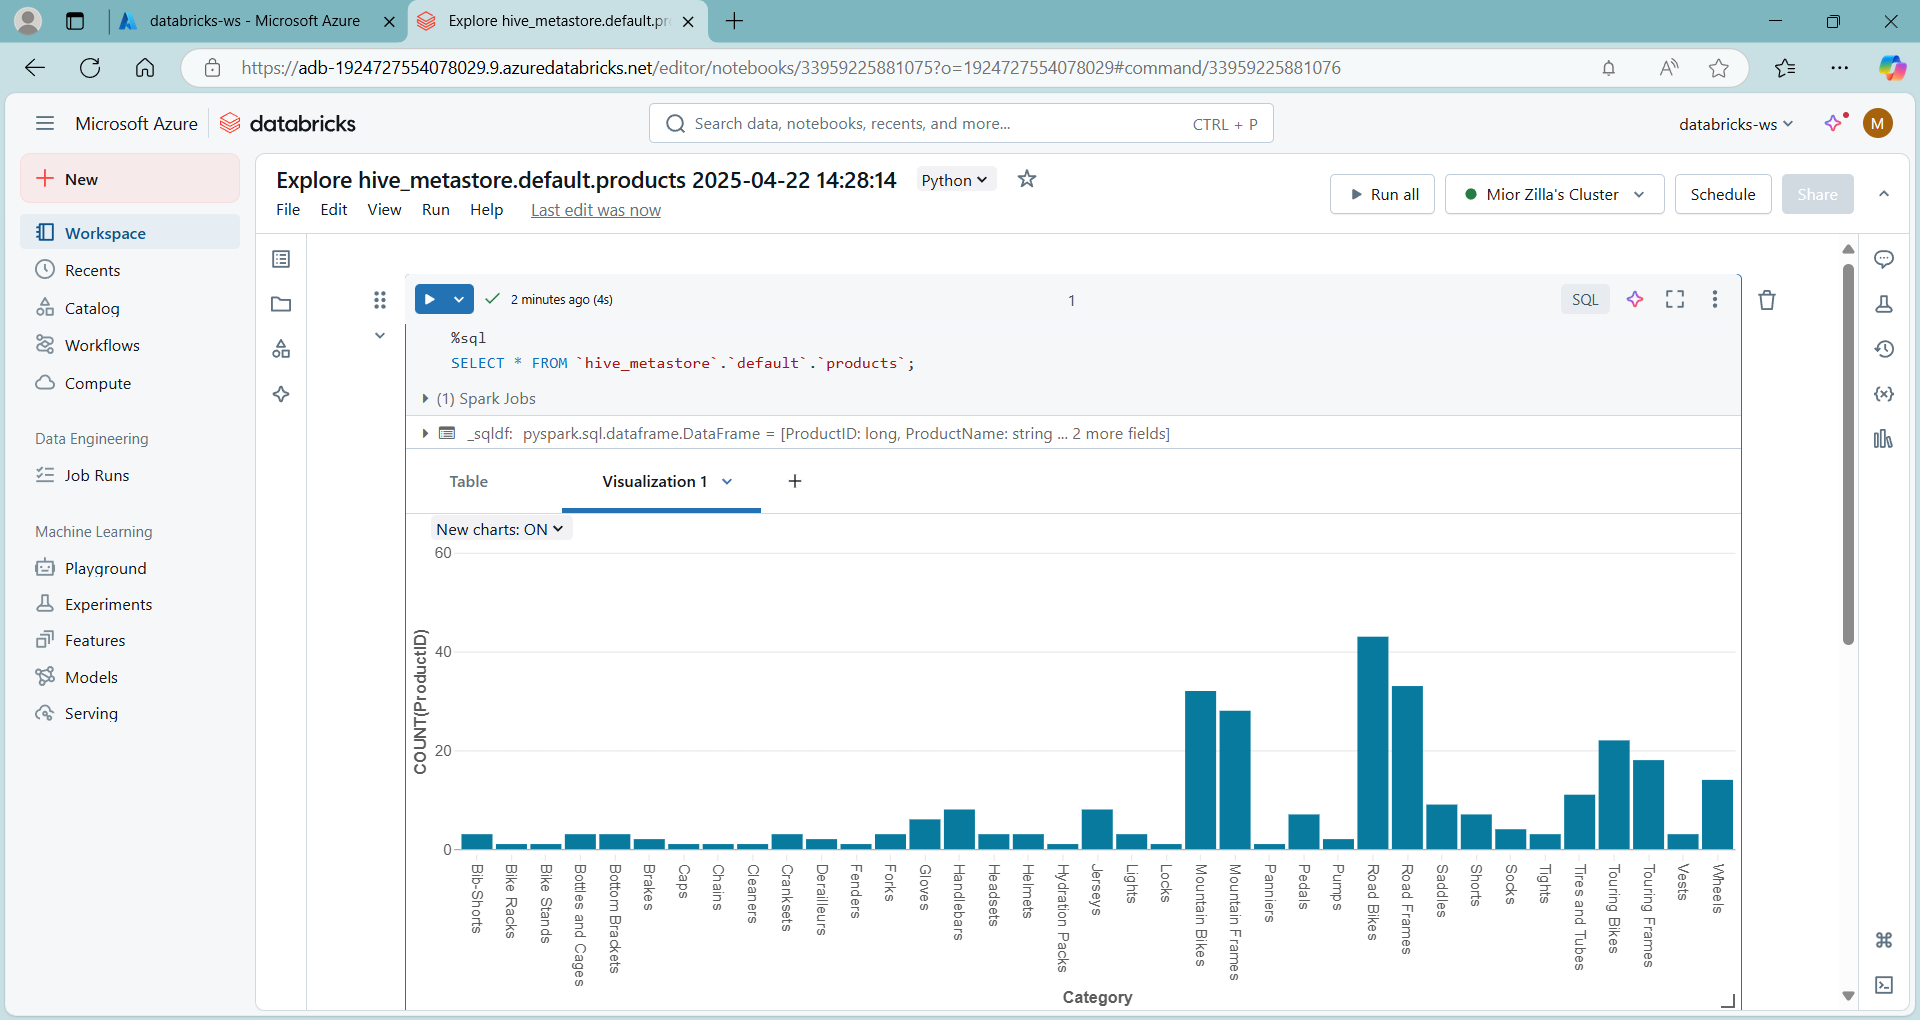 databricks-ws - Microsoft Azure
Explore hive_metastore.default.pr
https://adb-1924727554078029.9.azuredatabricks.net/editor/notebooks/33959225881075?o=1924727554078029#command/33959225881076
Microsoft Azure
databricks
Search data, notebooks, recents, and more...
CTRL + P
databricks-ws
M
New
Workspace
Recents
Catalog
Workflows
Compute
Data Engineering
Job Runs
Machine Learning
Playground
Experiments
Features
Models
Serving
Explore hive_metastore.default.products 2025-04-22 14:28:14
Python
File Edit View Run Help Last edit was now
Run all
Mior Zilla's Cluster
Schedule
Share
2 minutes ago (4s)
1
SQL
%sql
SELECT * FROM `hive_metastore`.`default`.`products`;
(1) Spark Jobs
_sqldf: pyspark.sql.dataframe.DataFrame = [ProductID: long, ProductName: string ... 2 more fields]
Table
Visualization 1
New charts: ON
COUNT(ProductID)
60
40
20
0
Bib-Shorts
Bike Racks
Bike Stands
Bottles and Cages
Bottom Brackets
Brakes
Caps
Chains
Cleaners
Cranksets
Derailleurs
Fenders
Forks
Gloves
Handlebars
Headsets
Helmets
Hydration Packs
Jerseys
Lights
Locks
Mountain Bikes
Mountain Frames
Panniers
Pedals
Pumps
Road Bikes
Road Frames
Saddles
Shorts
Socks
Tights
Tires and Tubes
Touring Bikes
Touring Frames
Vests
Wheels
Category